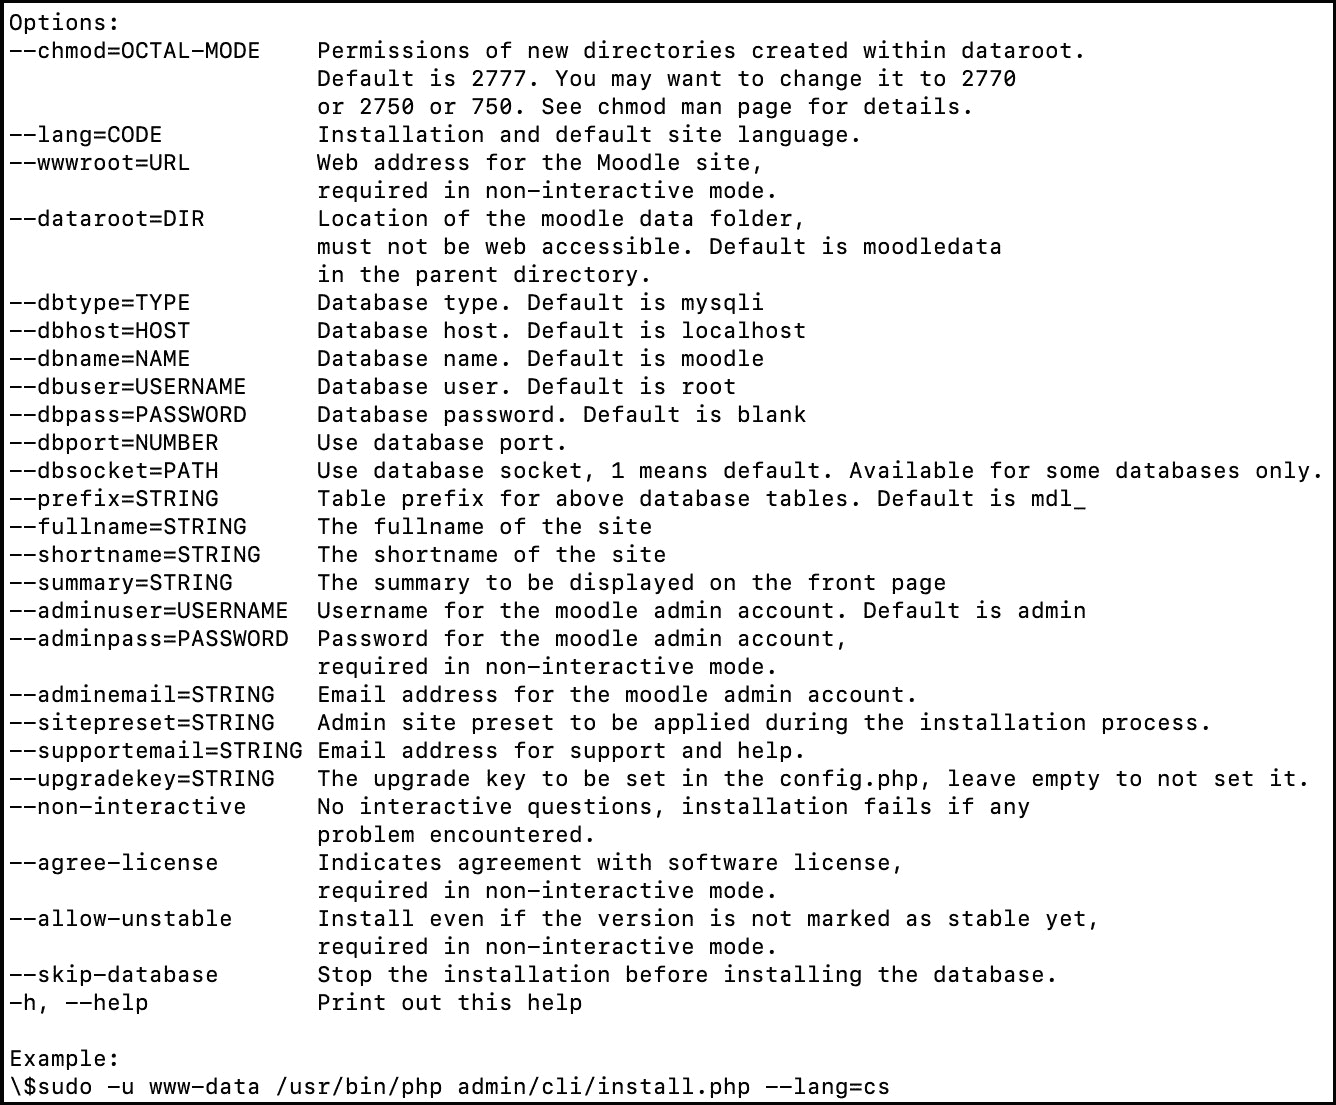 Options:
--chmod=OCTAL-MODE    Permissions of new directories created within dataroot.
                      Default is 2777. You may want to change it to 2770
                      or 2750 or 750. See chmod man page for details.
--lang=CODE           Installation and default site language.
--wwwroot=URL         Web address for the Moodle site,
                      required in non-interactive mode.
--dataroot=DIR        Location of the moodle data folder,
                      must not be web accessible. Default is moodledata
                      in the parent directory.
--dbtype=TYPE         Database type. Default is mysqli
--dbhost=HOST         Database host. Default is localhost
--dbname=NAME         Database name. Default is moodle
--dbuser=USERNAME     Database user. Default is root
--dbpass=PASSWORD     Database password. Default is blank
--dbport=NUMBER       Use database port.
--dbsocket=PATH       Use database socket, 1 means default. Available for some databases only.
--prefix=STRING       Table prefix for above database tables. Default is mdl_
--fullname=STRING     The fullname of the site
--shortname=STRING    The shortname of the site
--summary=STRING      The summary to be displayed on the front page
--adminuser=USERNAME  Username for the moodle admin account. Default is admin
--adminpass=PASSWORD  Password for the moodle admin account,
                      required in non-interactive mode.
--adminemail=STRING   Email address for the moodle admin account.
--sitepreset=STRING   Admin site preset to be applied during the installation process.
--supportemail=STRING Email address for support and help.
--upgradekey=STRING   The upgrade key to be set in the config.php, leave empty to not set it.
--non-interactive     No interactive questions, installation fails if any
                      problem encountered.
--agree-license       Indicates agreement with software license,
                      required in non-interactive mode.
--allow-unstable      Install even if the version is not marked as stable yet,
                      required in non-interactive mode.
--skip-database       Stop the installation before installing the database.
-h, --help            Print out this help

Example:
\$sudo -u www-data /usr/bin/php admin/cli/install.php --lang=cs